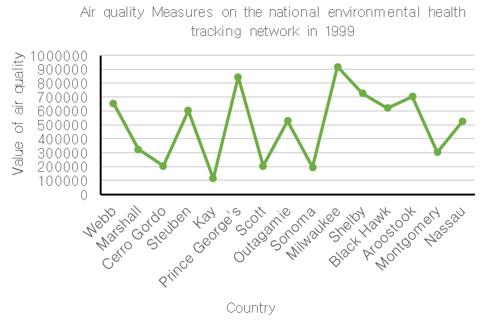 Air quality Measures on the national environmental health
tracking network in 1999
Value of air quality
1000000
900000
800000
700000
600000
500000
400000
300000
200000
100000
0
Webb
Marshall
Cerro Gordo
Steuben
Kay
Prince George's
Scott
Outagamie
Sonoma
Milwaukee
Shelby
Black Hawk
Aroostook
Montgomery
Nassau
Country